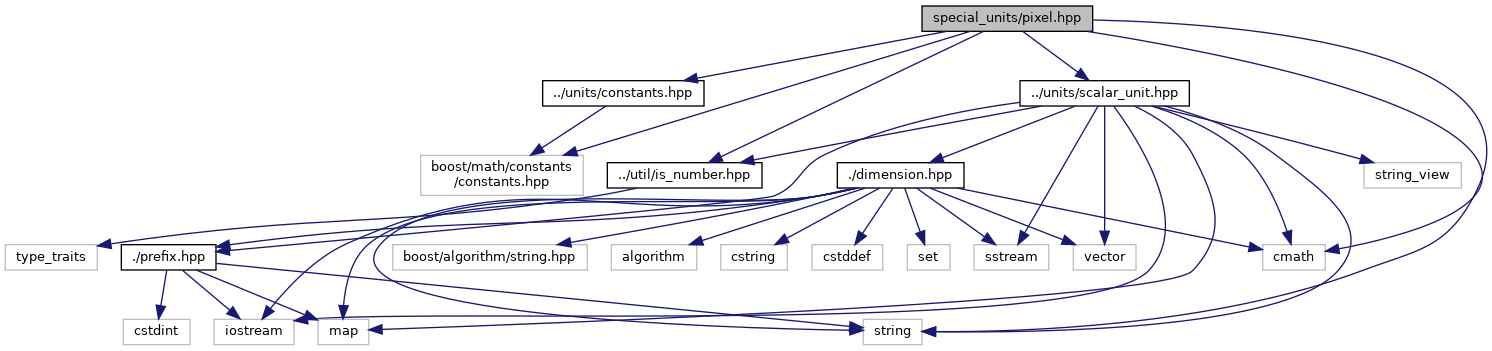 special_units/pixel.hpp
../units/constants.hpp
../units/scalar_unit.hpp
boost/math/constants
/constants.hpp
../util/is_number.hpp
./dimension.hpp
string_view
type_traits
./prefix.hpp
boost/algorithm/string.hpp
algorithm
cstring
cstddef
set
sstream
vector
cmath
cstdint
iostream
map
string